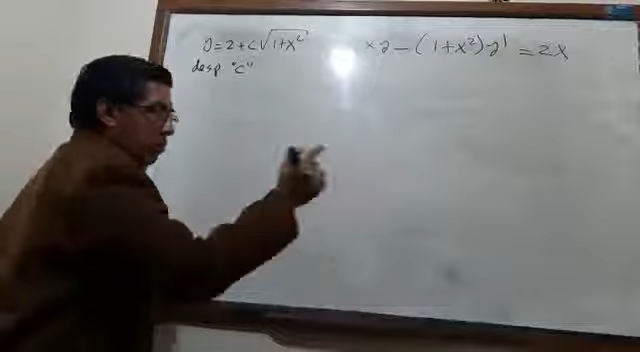 y = 2 + c√(1+x²)
xy - (1+x²)y' = 2x
desp "c"